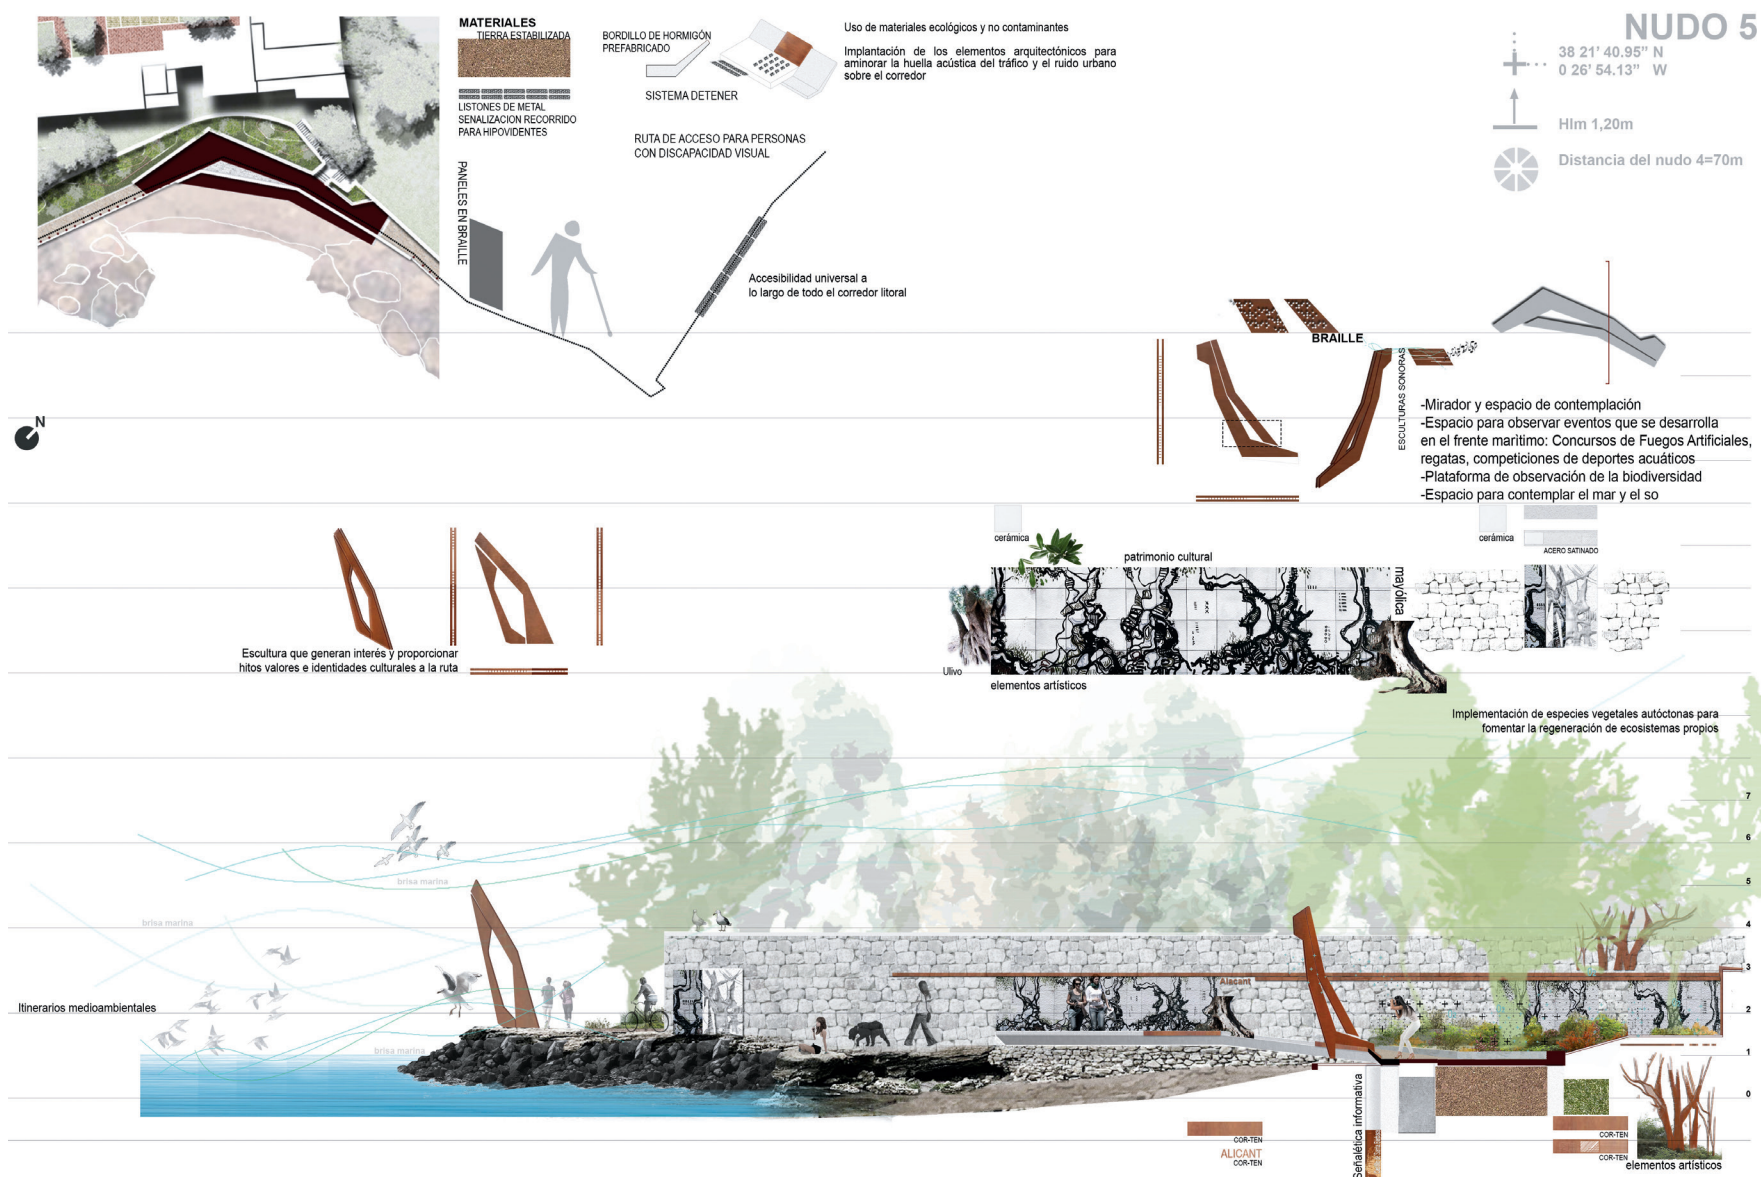 NUDO 5
38 21' 40.95" N
0 26' 54.13" W
Hlm 1,20m
Distancia del nudo 4=70m
MATERIALES
TIERRA ESTABILIZADA
LISTONES DE METAL
SENALIZACION RECORRIDO
PARA HIPOVIDENTES
BORDILLO DE HORMIGÓN
PREFABRICADO
SISTEMA DETENER
Uso de materiales ecológicos y no contaminantes
Implantación de los elementos arquitectónicos para
aminorar la huella acústica del tráfico y el ruido urbano
sobre el corredor
RUTA DE ACCESO PARA PERSONAS
CON DISCAPACIDAD VISUAL
PANELES EN BRAILLE
Accesibilidad universal a
lo largo de todo el corredor litoral
BRAILLE
ESCULTURAS SONORAS
-Mirador y espacio de contemplación
-Espacio para observar eventos que se desarrolla
en el frente marítimo: Concursos de Fuegos Artificiales,
regatas, competiciones de deportes acuáticos
-Plataforma de observación de la biodiversidad
-Espacio para contemplar el mar y el so
N
cerámica
patrimonio cultural
mayólica
Ulivo
elementos artísticos
cerámica
ACERO SATINADO
Escultura que generan interés y proporcionar
hitos valores e identidades culturales a la ruta
Implementación de especies vegetales autóctonas para
fomentar la regeneración de ecosistemas propios
7
6
5
4
3
2
1
0
brisa marina
brisa marina
brisa marina
Itinerarios medioambientales
Alacant
Señalética informativa
COR-TEN
ALICANT
COR-TEN
COR-TEN
COR-TEN
elementos artísticos